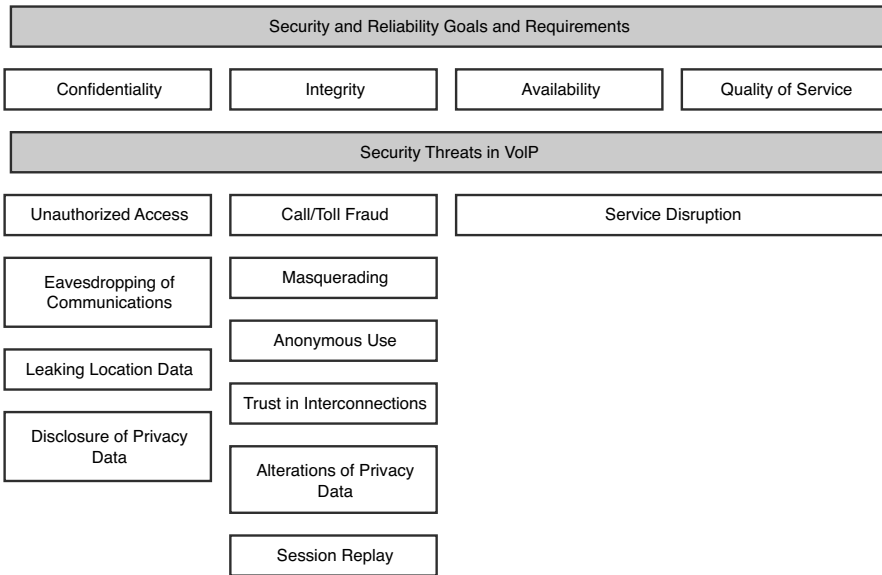 Security and Reliability Goals and Requirements
Confidentiality
Integrity
Availability
Quality of Service
Security Threats in VoIP
Unauthorized Access
Call/Toll Fraud
Service Disruption
Eavesdropping of
Communications
Leaking Location Data
Disclosure of Privacy
Data
Masquerading
Anonymous Use
Trust in Interconnections
Alterations of Privacy
Data
Session Replay